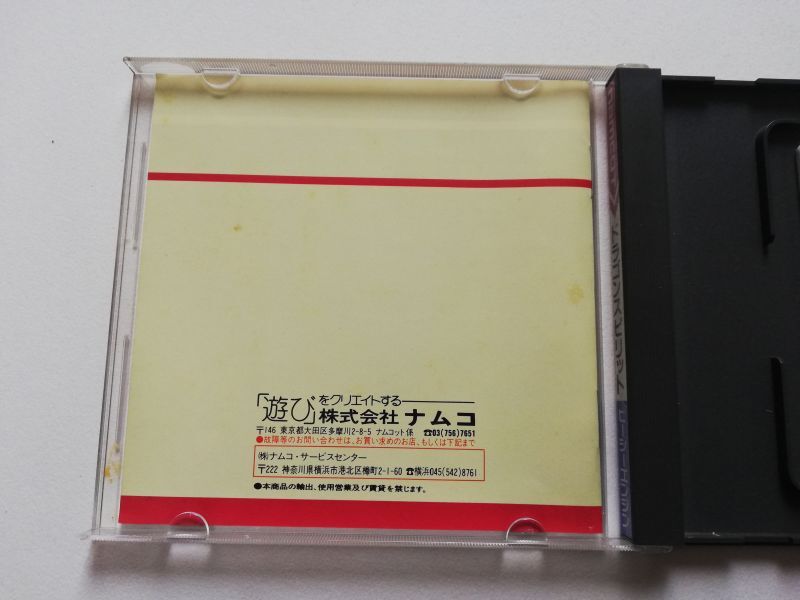 「遊び」をクリエイトする
株式会社 ナムコ
〒146 東京都大田区多摩川2-8-5 ナムコット係 ☎03(756)7651
●故障等のお問い合わせは、お買い求めのお店、もしくは下記まで
㈱ナムコ・サービスセンター
〒222 神奈川県横浜市港北区樽町2-1-60 ☎横浜045(542)8761
●本商品の輸出、使用営業及び賃貸を禁じます。